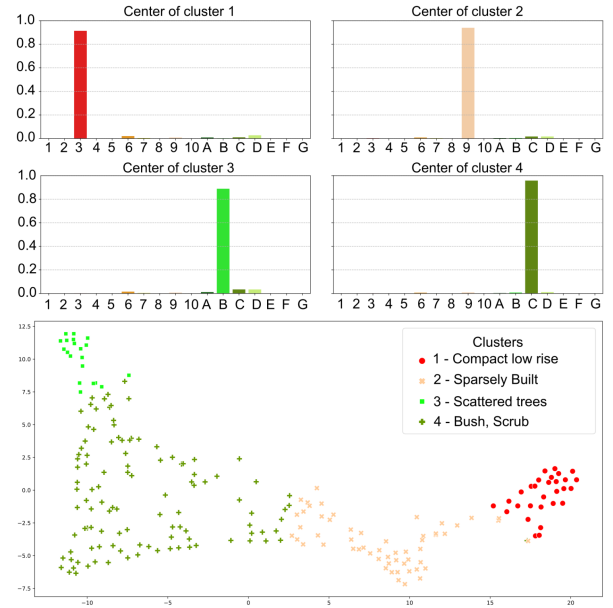 Center of cluster 1
Center of cluster 2
1.0
0.8
0.6
0.4
0.2
0.0
1 2 3 4 5 6 7 8 9 10 A B C D E F G
1 2 3 4 5 6 7 8 9 10 A B C D E F G
Center of cluster 3
Center of cluster 4
1.0
0.8
0.6
0.4
0.2
0.0
1 2 3 4 5 6 7 8 9 10 A B C D E F G
1 2 3 4 5 6 7 8 9 10 A B C D E F G
12.5
10.0
7.5
5.0
2.5
0.0
−2.5
−5.0
−7.5
Clusters
1 - Compact low rise
2 - Sparsely Built
3 - Scattered trees
4 - Bush, Scrub
−10 −5 0 5 10 15 20